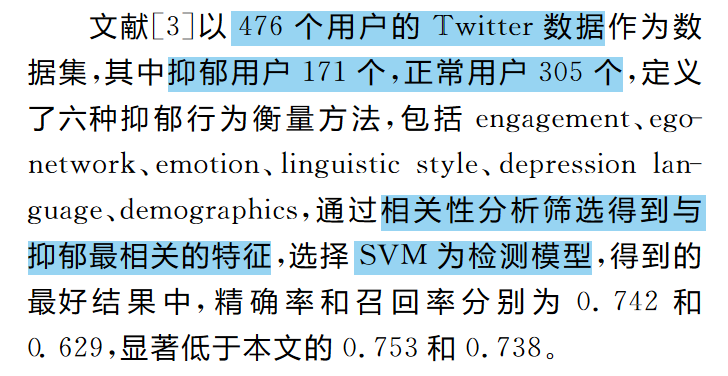 文献[3]以 476 个用户的 Twitter 数据作为数
据集,其中抑郁用户 171 个,正常用户 305 个,定义
了六种抑郁行为衡量方法,包括 engagement、ego-
network、emotion、linguistic style、depression lan-
guage、demographics,通过相关性分析筛选得到与
抑郁最相关的特征,选择 SVM 为检测模型,得到的
最好结果中,精确率和召回率分别为 0. 742 和
0. 629,显著低于本文的 0. 753 和 0. 738。